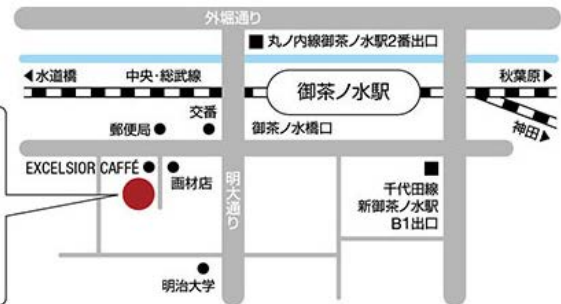 外堀通り
丸ノ内線御茶ノ水駅2番出口
◀水道橋
中央・総武線
御茶ノ水駅
秋葉原▶
神田▶
交番
郵便局
御茶ノ水橋口
EXCELSIOR CAFFÉ
画材店
明大通り
千代田線
新御茶ノ水駅
B1出口
明治大学